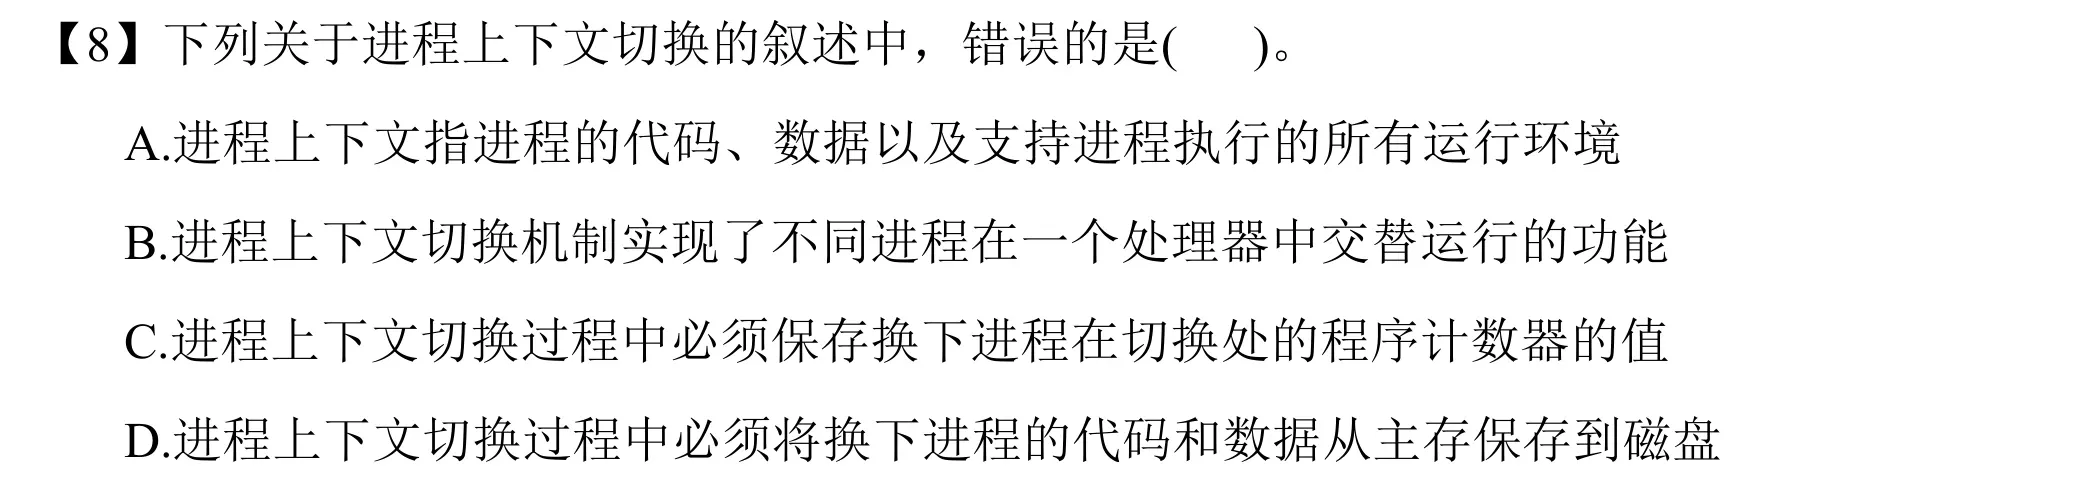 【8】下列关于进程上下文切换的叙述中，错误的是(　　)。
A.进程上下文指进程的代码、数据以及支持进程执行的所有运行环境
B.进程上下文切换机制实现了不同进程在一个处理器中交替运行的功能
C.进程上下文切换过程中必须保存换下进程在切换处的程序计数器的值
D.进程上下文切换过程中必须将换下进程的代码和数据从主存保存到磁盘